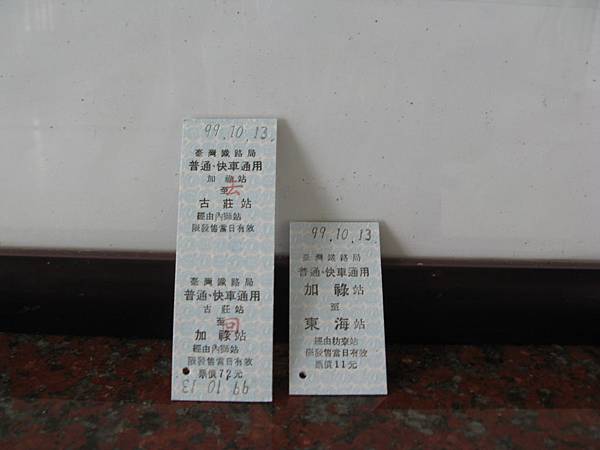 99.10.13.
臺灣鐵路局
普通、快車通用
加祿站
至
去
古莊站
經由內獅站
限發售當日有效
臺灣鐵路局
普通、快車通用
古莊站
至
回
加祿站
經由內獅站
限發售當日有效
票價72元
99.10.13
99.10.13.
臺灣鐵路局
普通、快車通用
加祿站
至
東海站
經由枋寮站
限發售當日有效
票價11元